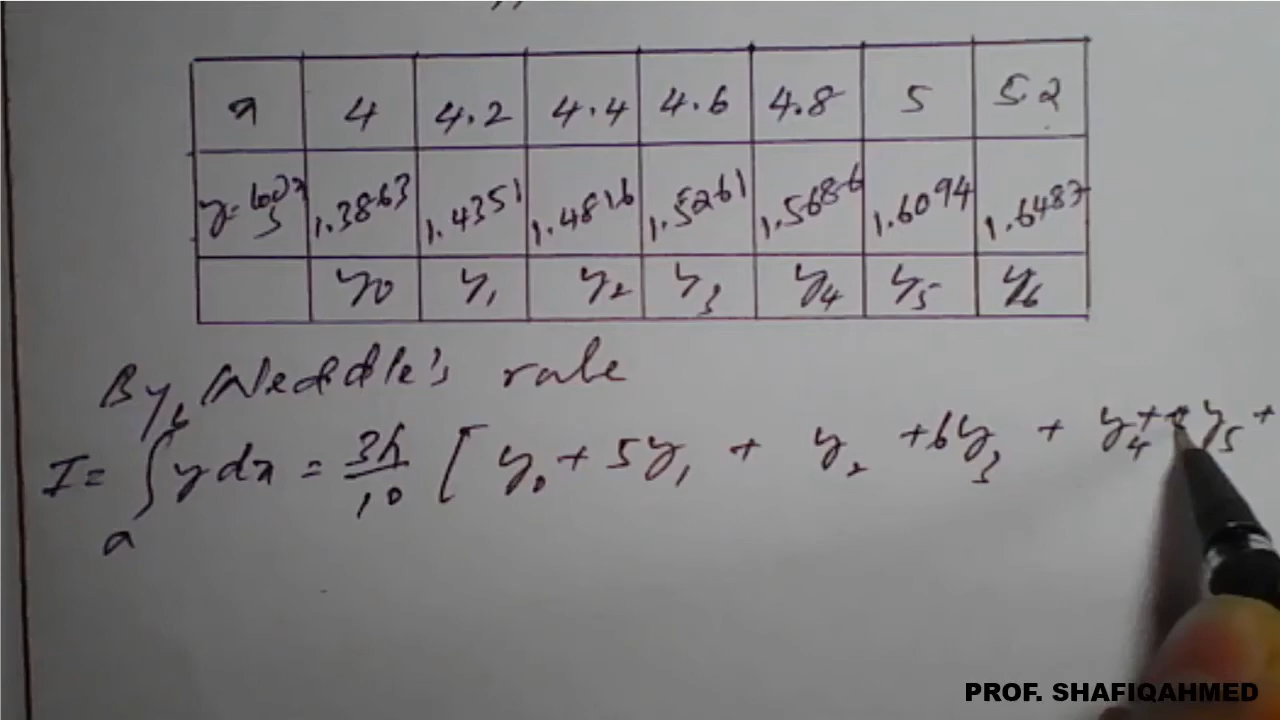 x 4 4.2 4.4 4.6 4.8 5 5.2
y= 1.3863 1.4351 1.4816 1.5261 1.5686 1.6094 1.6487
y0 y1 y2 y3 y4 y5 y6
By Weddle's rule
I = ∫ b a y dx = 3h/10 [ y0 + 5y1 + y2 + 6y3 + y4 + y5 +
PROF. SHAFIQAHMED